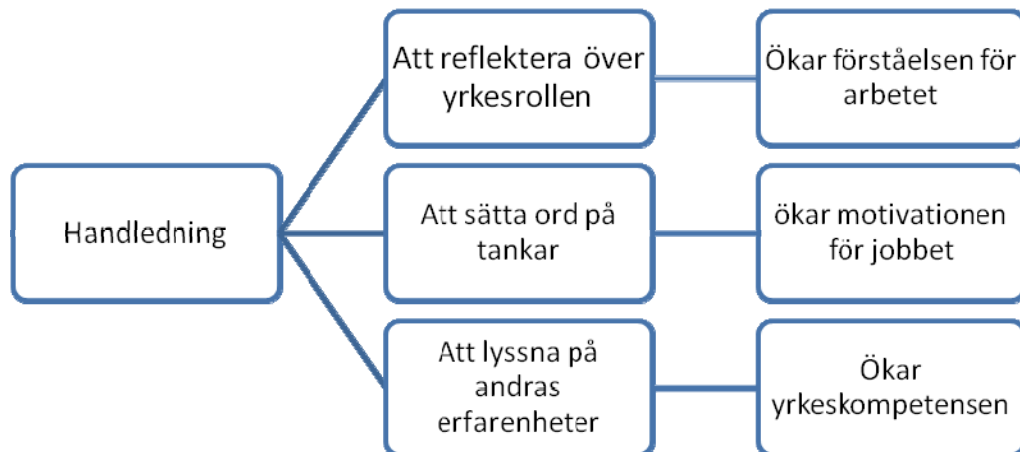 Handledning
Att reflektera över
yrkesrollen
Ökar förståelsen för
arbetet
Att sätta ord på
tankar
ökar motivationen
för jobbet
Att lyssna på
andras
erfarenheter
Ökar
yrkeskompetensen